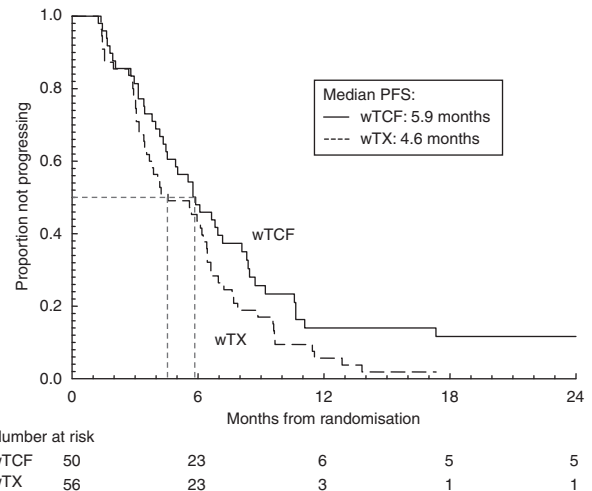 1.0
0.8
0.6
0.4
0.2
0.0
Proportion not progressing
Median PFS:
wTCF: 5.9 months
wTX: 4.6 months
wTCF
wTX
0 6 12 18 24
Months from randomisation
umber at risk
TCF 50 23 6 5 5
TX 56 23 3 1 1